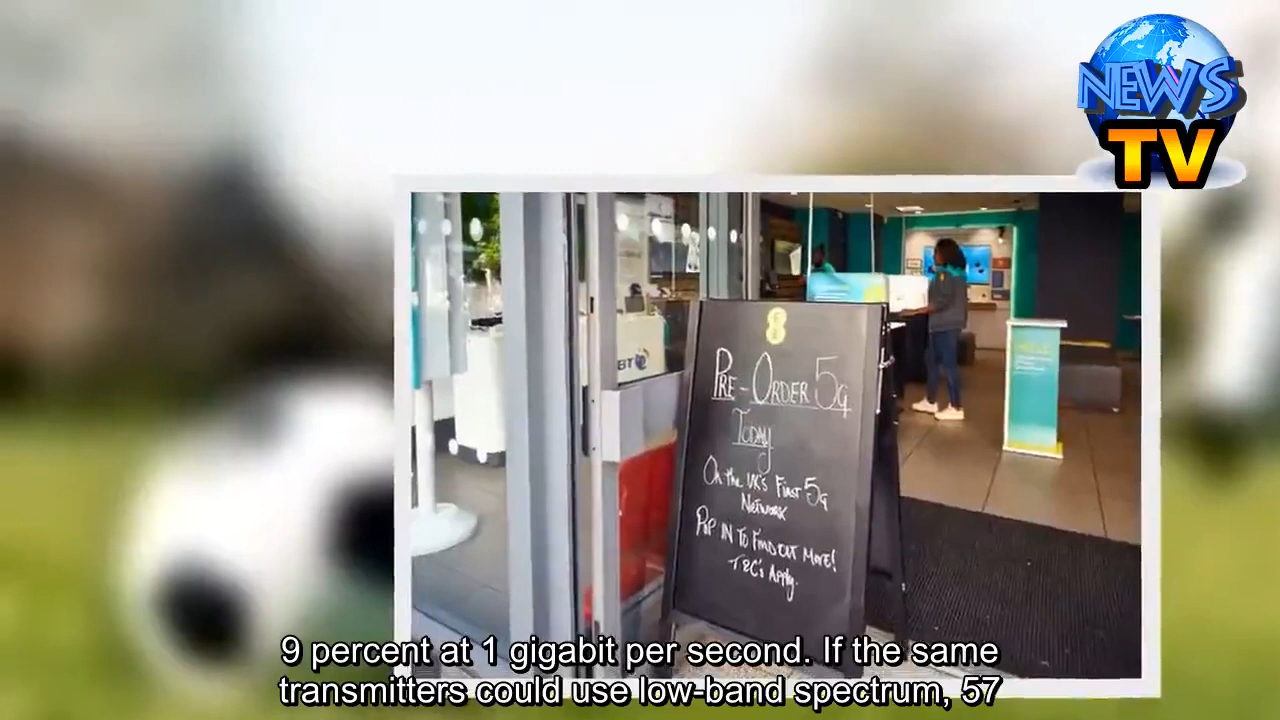 NEWS
TV
BT
PRE-ORDER 5G
TODAY
On the UK's First 5G
Network
POP IN TO FIND OUT MORE!
T&C's Apply.
9 percent at 1 gigabit per second. If the same
transmitters could use low-band spectrum, 57